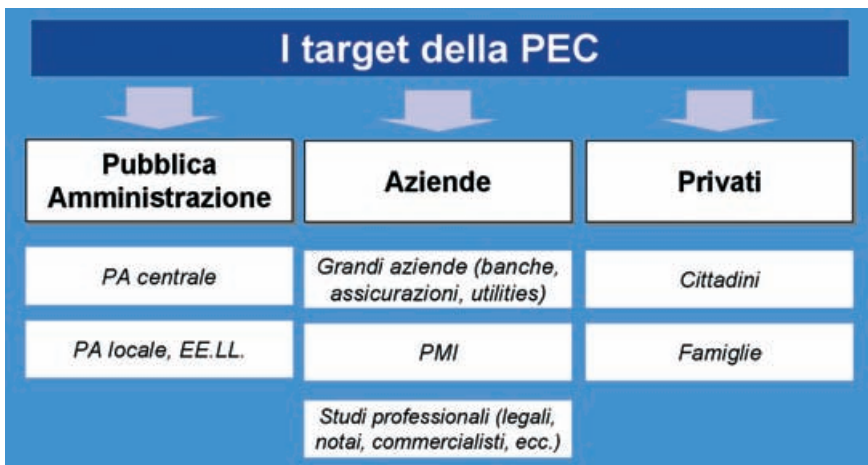 I target della PEC
Pubblica
Amministrazione
Aziende
Privati
PA centrale
Grandi aziende (banche,
assicurazioni, utilities)
Cittadini
PA locale, EE.LL.
PMI
Famiglie
Studi professionali (legali,
notai, commercialisti, ecc.)